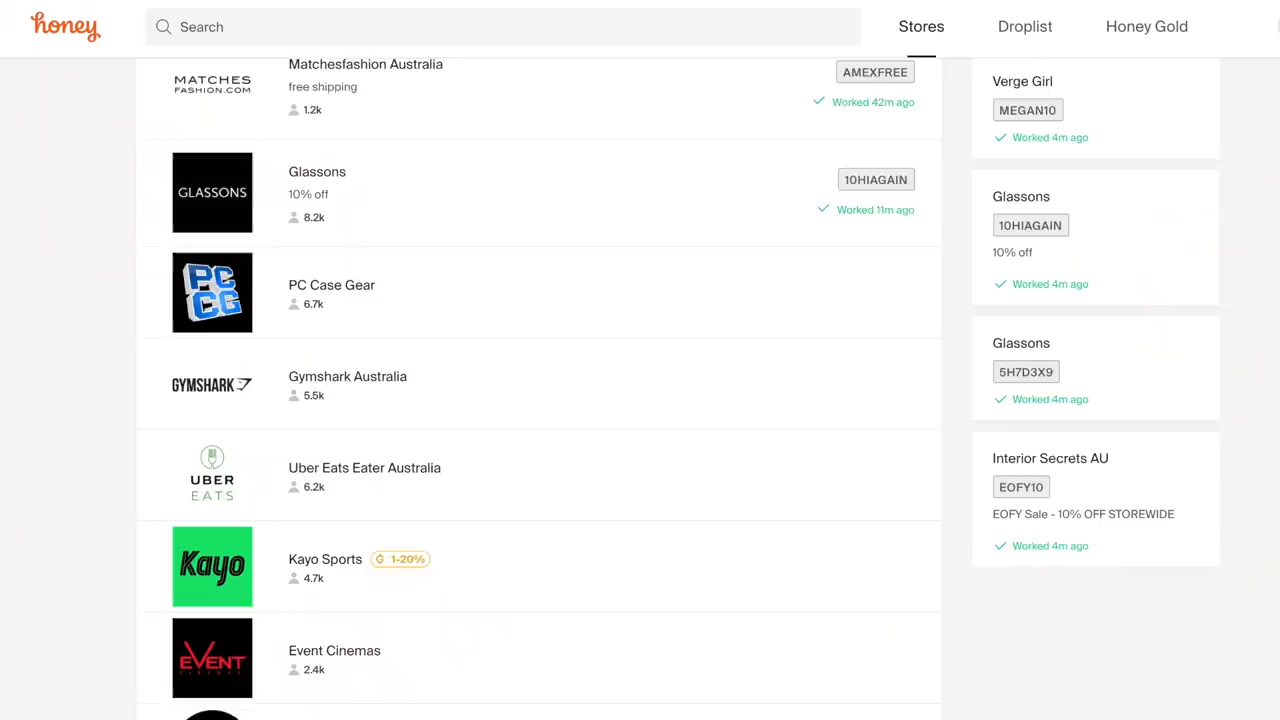 honey
Search
Stores
Droplist
Honey Gold
MATCHES
FASHION.COM
Matchesfashion Australia
free shipping
1.2k
AMEXFREE
Worked 42m ago
GLASSONS
Glassons
10% off
8.2k
10HIAGAIN
Worked 11m ago
PC
CG
PC Case Gear
6.7k
GYMSHARK
Gymshark Australia
5.5k
UBER
EATS
Uber Eats Eater Australia
6.2k
Kayo
Kayo Sports
1-20%
4.7k
EVENT
CINEMAS
Event Cinemas
2.4k
Verge Girl
MEGAN10
Worked 4m ago
Glassons
10HIAGAIN
10% off
Worked 4m ago
Glassons
5H7D3X9
Worked 4m ago
Interior Secrets AU
EOFY10
EOFY Sale - 10% OFF STOREWIDE
Worked 4m ago